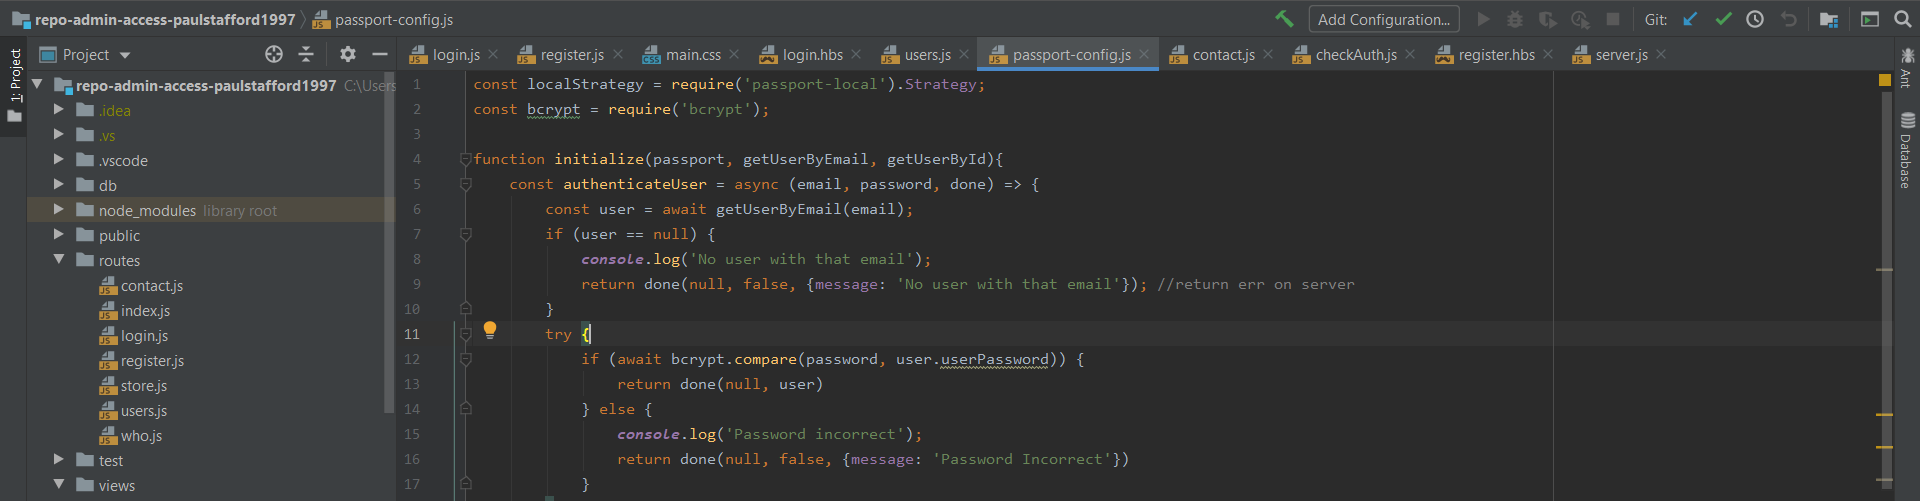 repo-admin-access-paulstafford1997 passport-config.js Add Configuration... Git:
1: Project
Project
login.js register.js main.css login.hbs users.js passport-config.js contact.js checkAuth.js register.hbs server.js
repo-admin-access-paulstafford1997 C:\Users
.idea
.vs
.vscode
db
node_modules library root
public
routes
contact.js
index.js
login.js
register.js
store.js
users.js
who.js
test
views
1 const localStrategy = require('passport-local').Strategy;
2 const bcrypt = require('bcrypt');
3
4 function initialize(passport, getUserByEmail, getUserById){
5 const authenticateUser = async (email, password, done) => {
6 const user = await getUserByEmail(email);
7 if (user == null) {
8 console.log('No user with that email');
9 return done(null, false, {message: 'No user with that email'}); //return err on server
10 }
11 try {
12 if (await bcrypt.compare(password, user.userPassword)) {
13 return done(null, user)
14 } else {
15 console.log('Password incorrect');
16 return done(null, false, {message: 'Password Incorrect'})
17 }
Ant
Database